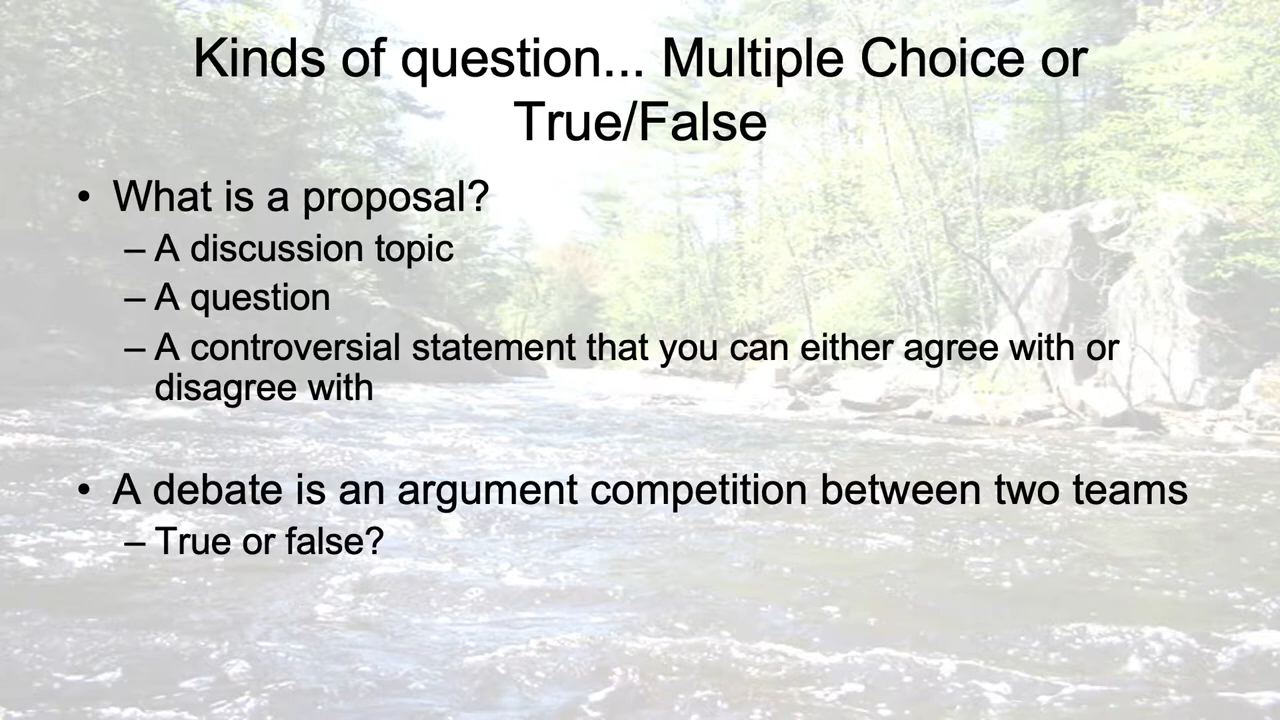 Kinds of question... Multiple Choice or
True/False
• What is a proposal?
– A discussion topic
– A question
– A controversial statement that you can either agree with or
disagree with
• A debate is an argument competition between two teams
– True or false?